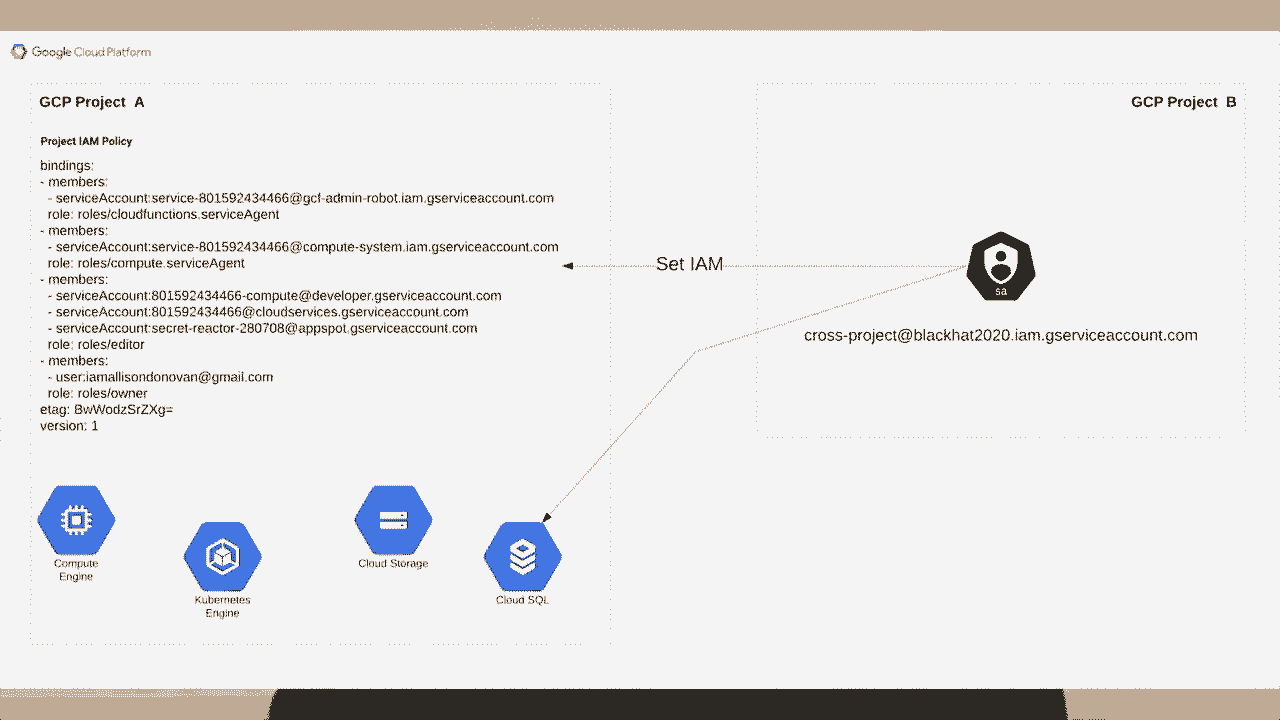 Google Cloud Platform
GCP Project A
Project IAM Policy
bindings:
- members:
- serviceAccount:service-801592434466@gcf-admin-robot.iam.gserviceaccount.com
role: roles/cloudfunctions.serviceAgent
- members:
- serviceAccount:service-801592434466@compute-system.iam.gserviceaccount.com
role: roles/compute.serviceAgent
- members:
- serviceAccount:801592434466-compute@developer.gserviceaccount.com
- serviceAccount:801592434466@cloudservices.gserviceaccount.com
- serviceAccount:secret-reactor-280708@appspot.gserviceaccount.com
role: roles/editor
- members:
- user:iamallisondonovan@gmail.com
role: roles/owner
etag: BwWodzSrZXg=
version: 1
Compute
Engine
Kubernetes
Engine
Cloud Storage
Cloud SQL
Set IAM
GCP Project B
sa
cross-project@blackhat2020.iam.gserviceaccount.com